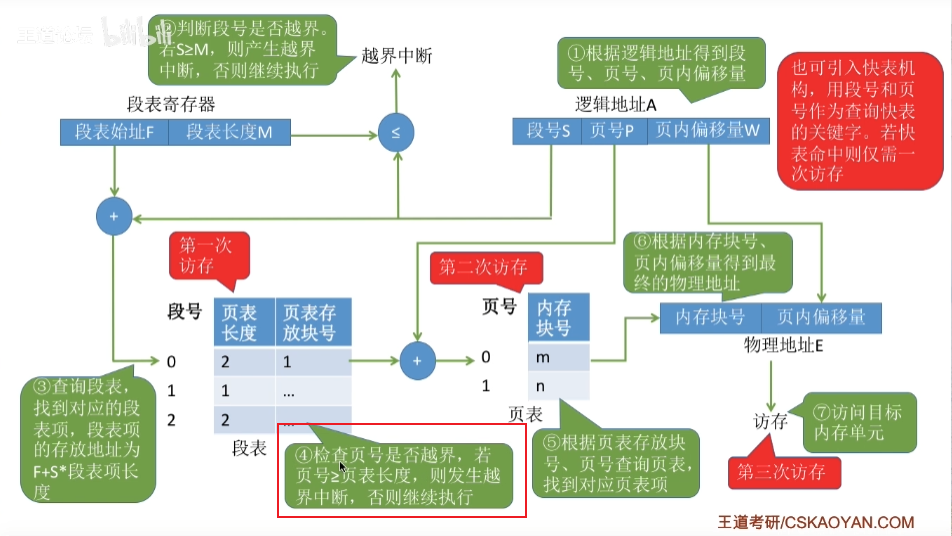 王道考研 bilibili
②判断段号是否越界。
若S≥M，则产生越界
中断，否则继续执行
越界中断
①根据逻辑地址得到段
号、页号、页内偏移量
也可引入快表机
构，用段号和页
号作为查询快表
的关键字。若快
表命中则仅需一
次访存
段表寄存器
段表始址F 段表长度M
≤
逻辑地址A
段号S 页号P 页内偏移量W
+
第一次
访存
第二次访存
⑥根据内存块号、
页内偏移量得到最
终的物理地址
段号 页表
长度 页表存
放块号
0 2 1
1 1 ...
2 2 ...
段表
+
页号 内存
块号
0 m
1 n
页表
内存块号 页内偏移量
物理地址E
③查询段表，
找到对应的段
表项，段表项
的存放地址为
F+S*段表项长
度
④检查页号是否越界，若
页号≥页表长度，则发生越
界中断，否则继续执行
⑤根据页表存放块
号、页号查询页表，
找到对应页表项
访存
⑦访问目标
内存单元
第三次访存
王道考研/CSKAOYAN.COM